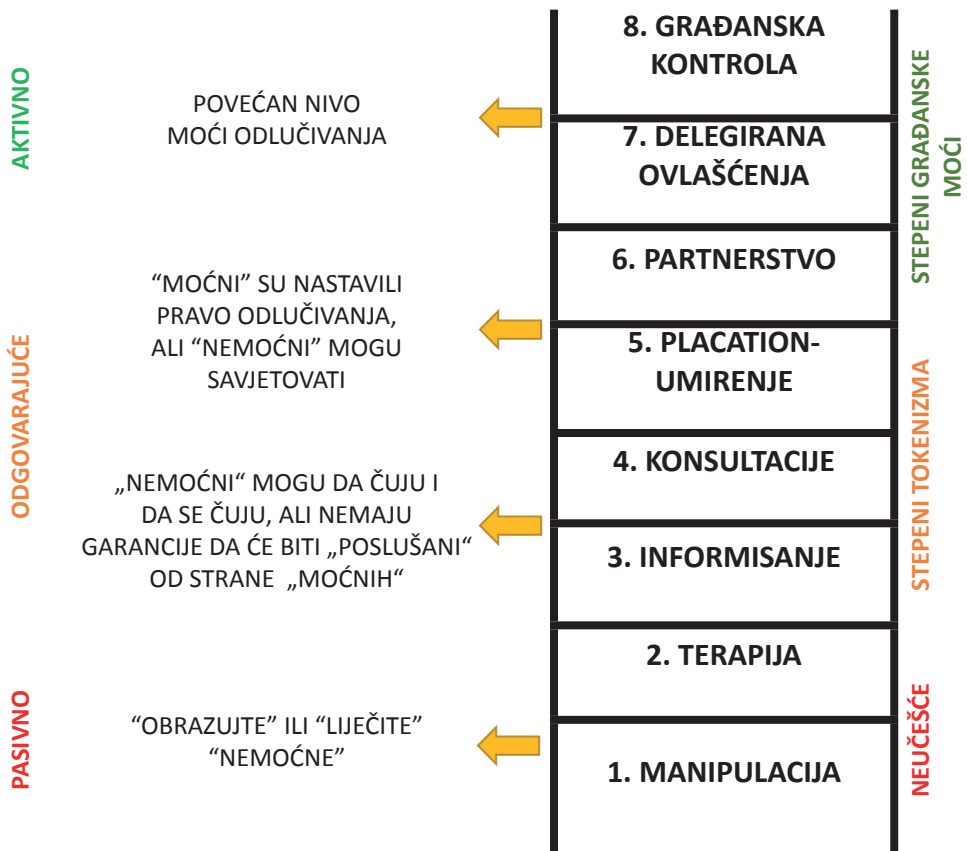 AKTIVNO
POVEĆAN NIVO
MOĆI ODLUČIVANJA
8. GRAĐANSKA
KONTROLA
7. DELEGIRANA
OVLAŠĆENJA
STEPENI GRAĐANSKE
MOĆI
ODGOVARAJUĆE
“MOĆNI” SU NASTAVILI
PRAVO ODLUČIVANJA,
ALI “NEMOĆNI” MOGU
SAVJETOVATI
6. PARTNERSTVO
5. PLACATION-
UMIRENJE
„NEMOĆNI“ MOGU DA ČUJU I
DA SE ČUJU, ALI NEMAJU
GARANCIJE DA ĆE BITI „POSLUŠANI“
OD STRANE „MOĆNIH“
4. KONSULTACIJE
3. INFORMISANJE
STEPENI TOKENIZMA
PASIVNO
“OBRAZUJTE” ILI “LIJEČITE”
“NEMOĆNE”
2. TERAPIJA
1. MANIPULACIJA
NEUČEŠĆE